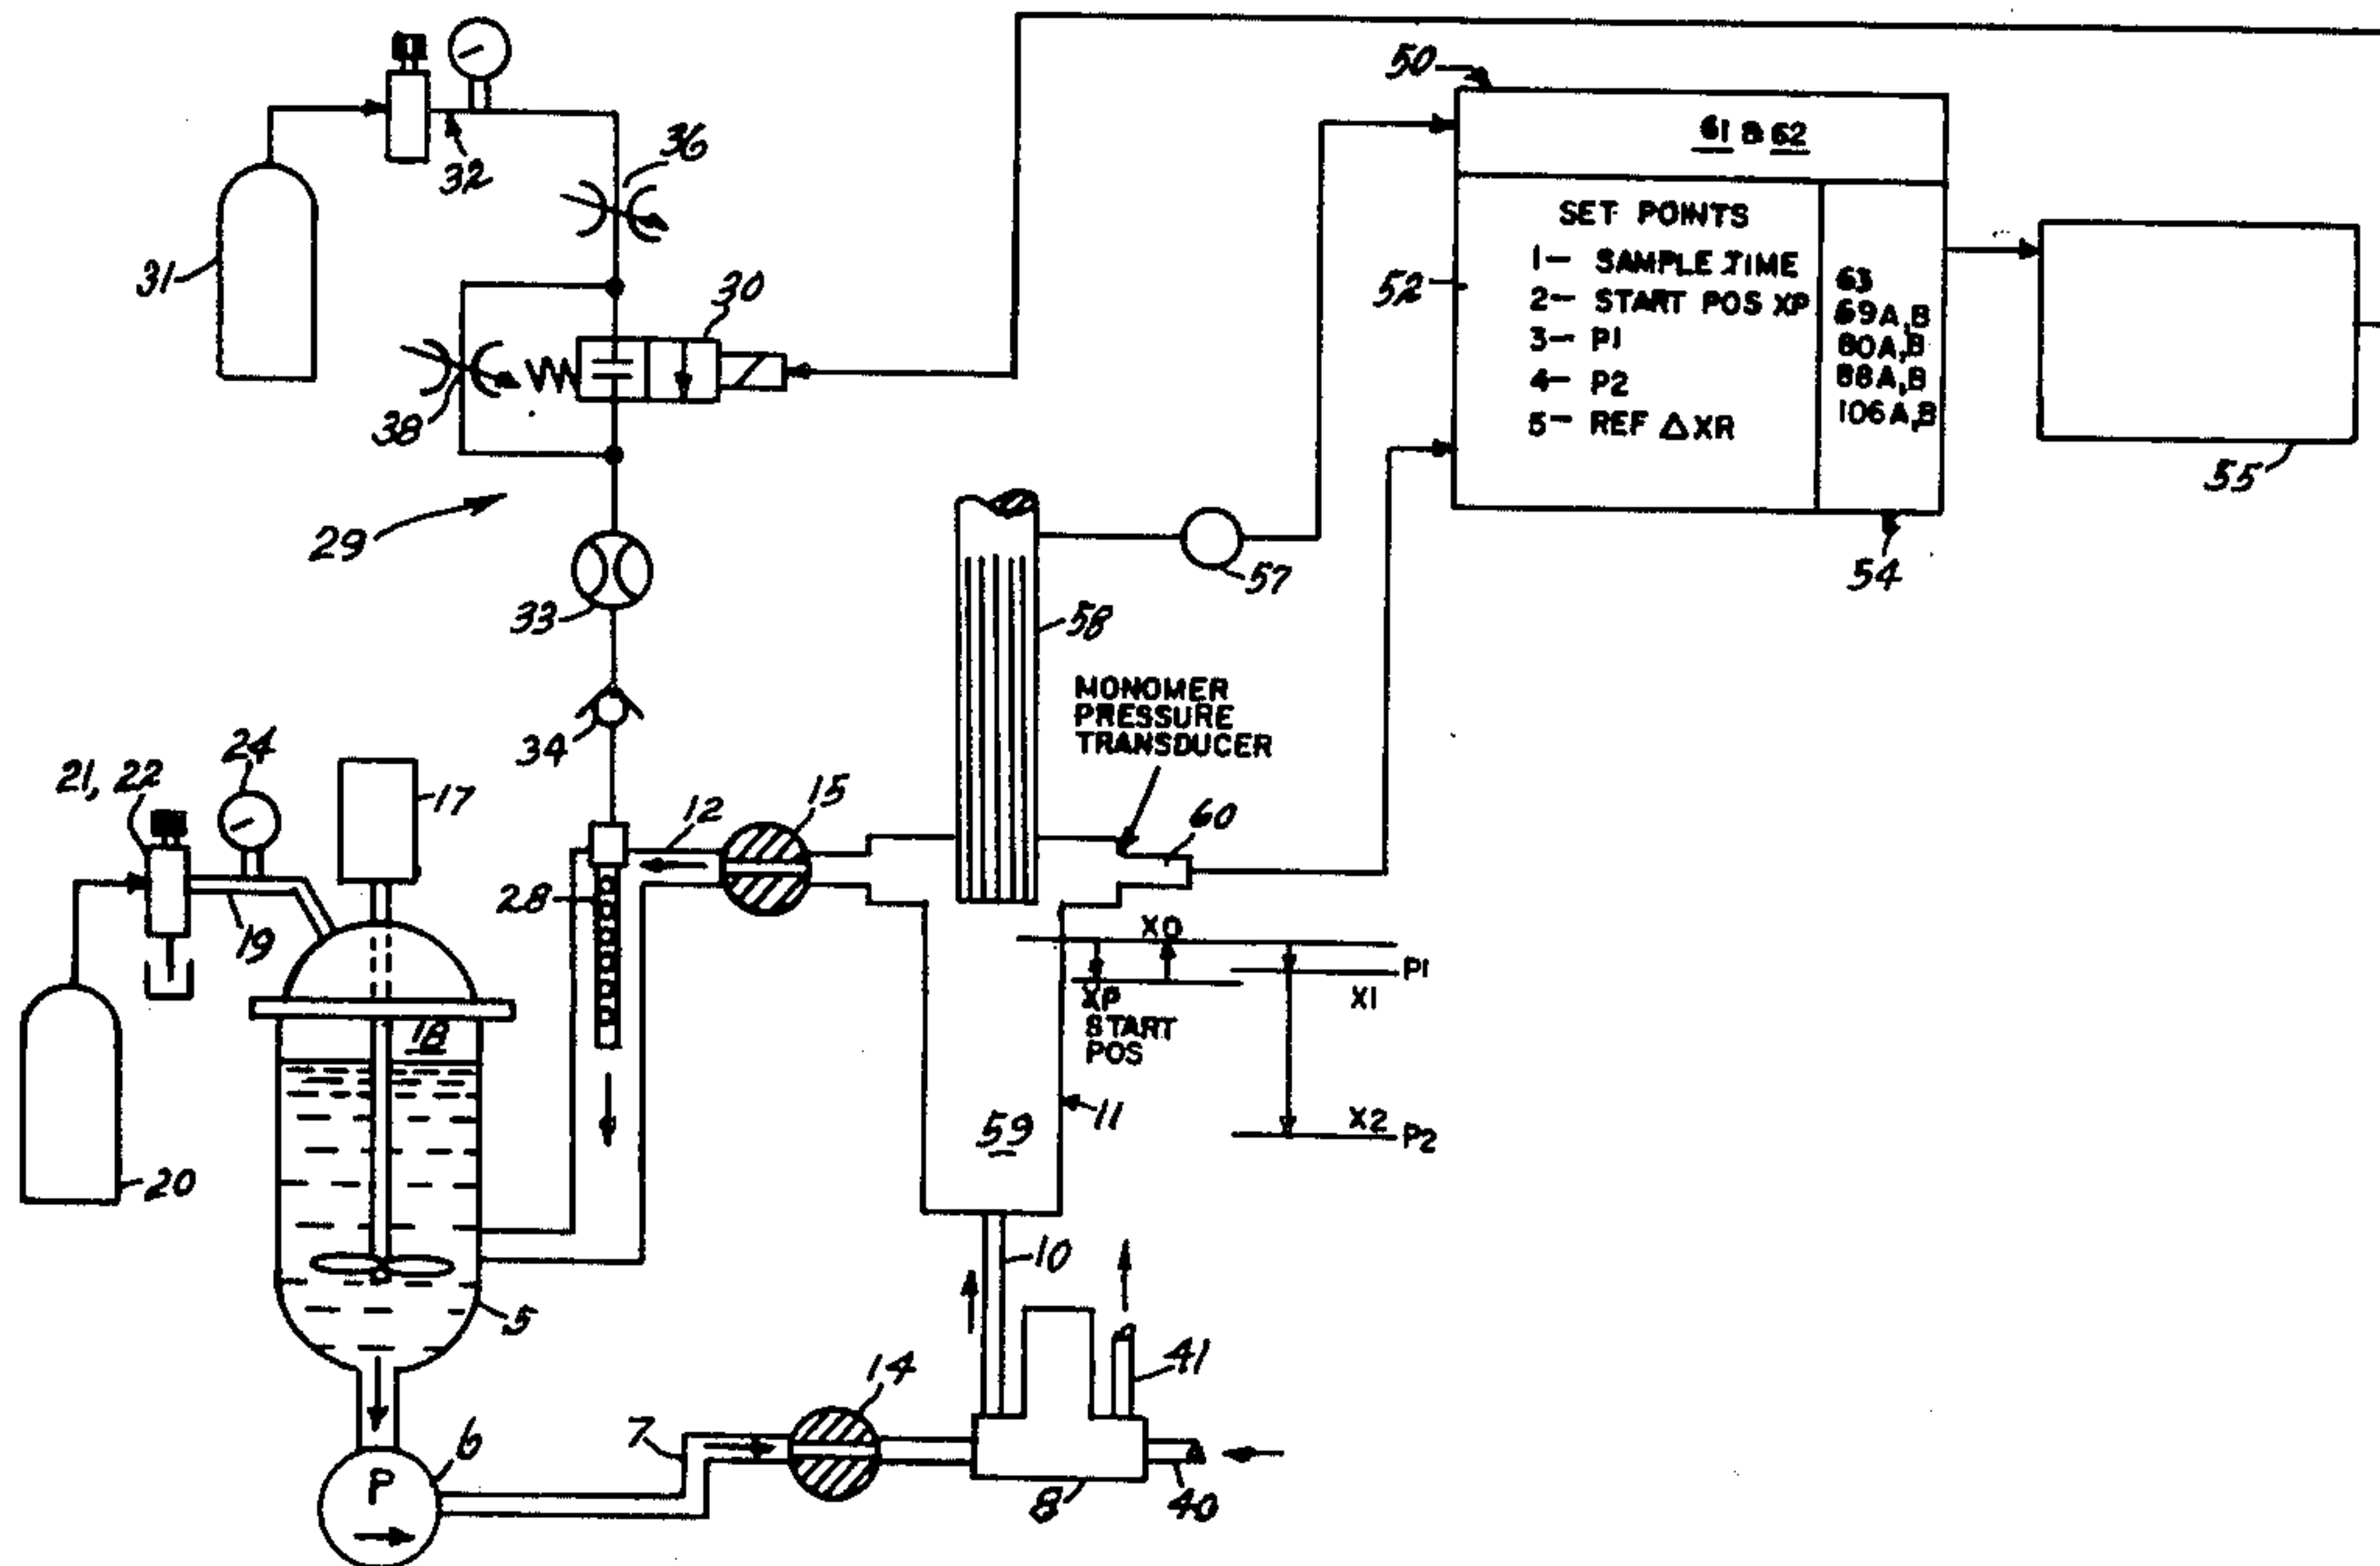 50
61 & 62
36
32
SET POINTS
1- SAMPLE TIME
2- START POS XP
3- P1
4- P2
5- REF △XR
63
69A,B
80A,B
88A,B
106A,B
52
31
30
38
55
29
57
54
33
58
MONOMER
PRESSURE
TRANSDUCER
34
24
21, 22
17
12
15
60
28
19
XO
P1
XP
START
POS
X1
18
11
X2
P2
59
20
10
5
14
41
7
6
P
8
40